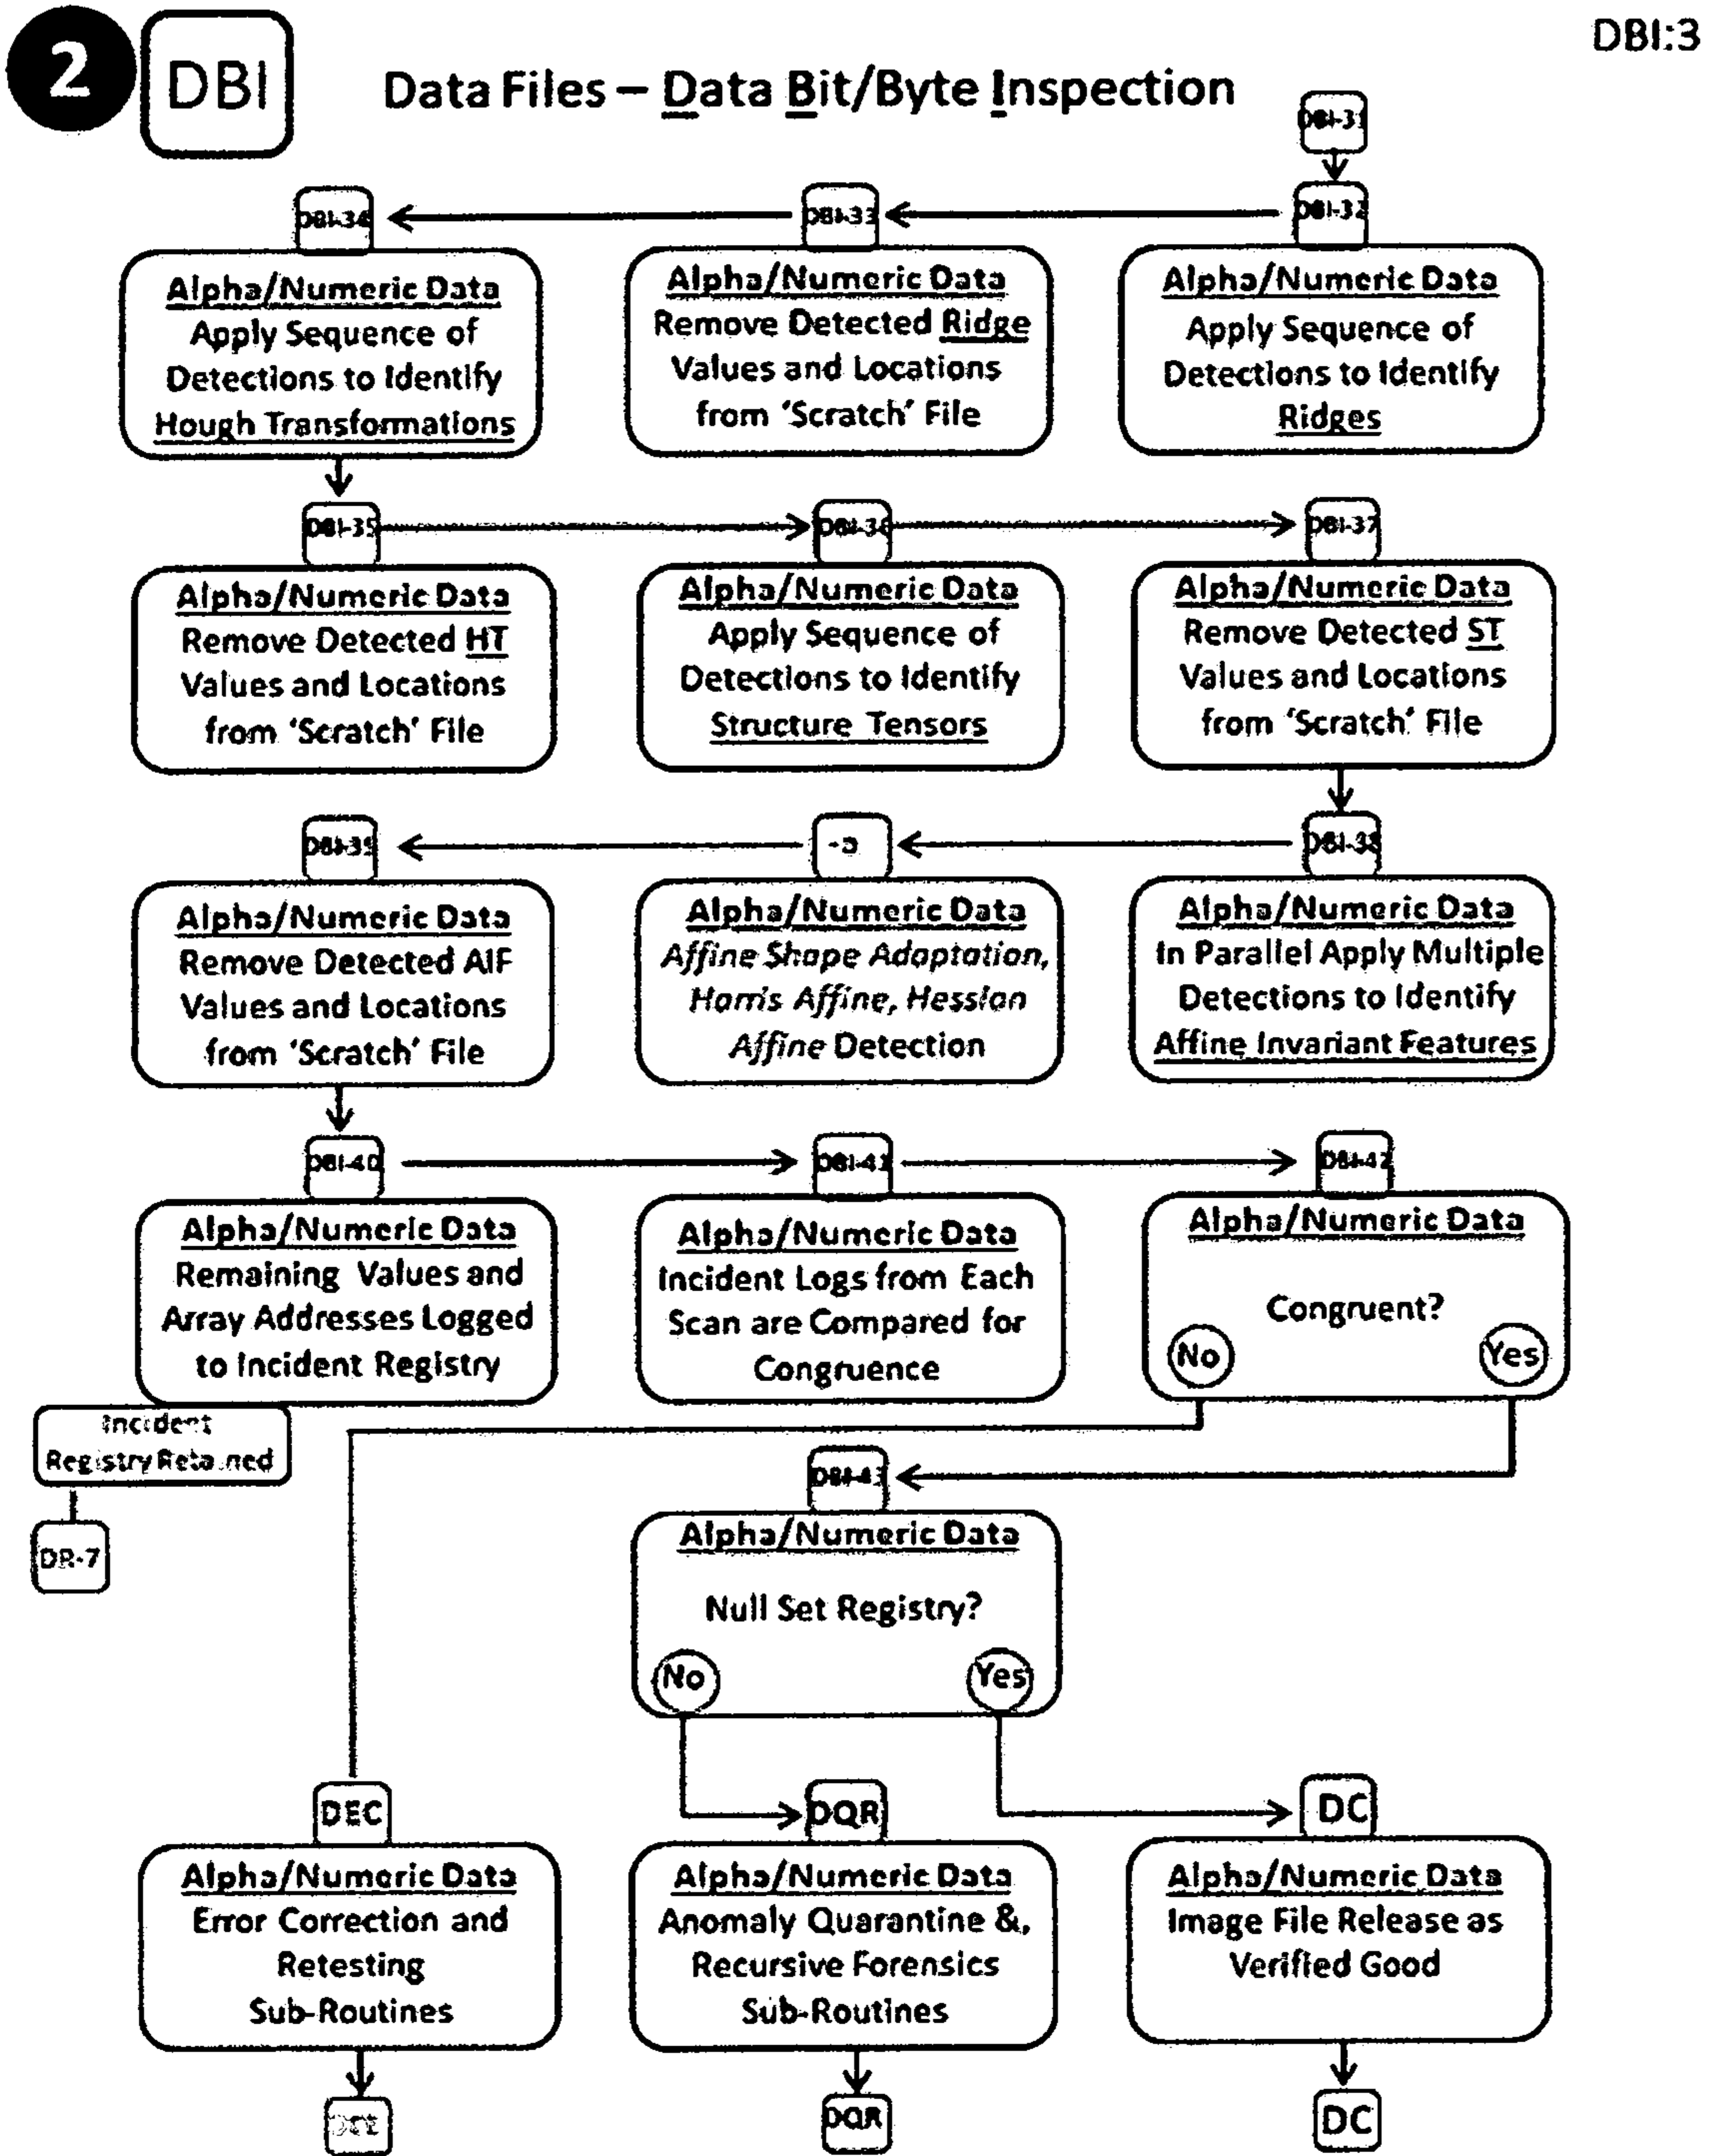 2
DBI
Data Files – Data Bit/Byte Inspection
DBI:3
DBI-31
DBI-34
DBI-33
DBI-32
Alpha/Numeric Data
Apply Sequence of
Detections to Identify
Hough Transformations
Alpha/Numeric Data
Remove Detected Ridge
Values and Locations
from ‘Scratch’ File
Alpha/Numeric Data
Apply Sequence of
Detections to Identify
Ridges
DBI-35
DBI-36
DBI-37
Alpha/Numeric Data
Remove Detected HT
Values and Locations
from ‘Scratch’ File
Alpha/Numeric Data
Apply Sequence of
Detections to Identify
Structure Tensors
Alpha/Numeric Data
Remove Detected ST
Values and Locations
from ‘Scratch’ File
DBI-39
DBI-38
Alpha/Numeric Data
Remove Detected AIF
Values and Locations
from ‘Scratch’ File
Alpha/Numeric Data
Affine Shape Adaptation,
Harris Affine, Hessian
Affine Detection
Alpha/Numeric Data
In Parallel Apply Multiple
Detections to Identify
Affine Invariant Features
DBI-40
DBI-41
DBI-42
Alpha/Numeric Data
Remaining Values and
Array Addresses Logged
to Incident Registry
Alpha/Numeric Data
Incident Logs from Each
Scan are Compared for
Congruence
Alpha/Numeric Data
Congruent?
No
Yes
Incident
Registry Retained
DR-7
DBI-43
Alpha/Numeric Data
Null Set Registry?
No
Yes
DEC
DQR
DC
Alpha/Numeric Data
Error Correction and
Retesting
Sub-Routines
Alpha/Numeric Data
Anomaly Quarantine &,
Recursive Forensics
Sub-Routines
Alpha/Numeric Data
Image File Release as
Verified Good
DQR
DC